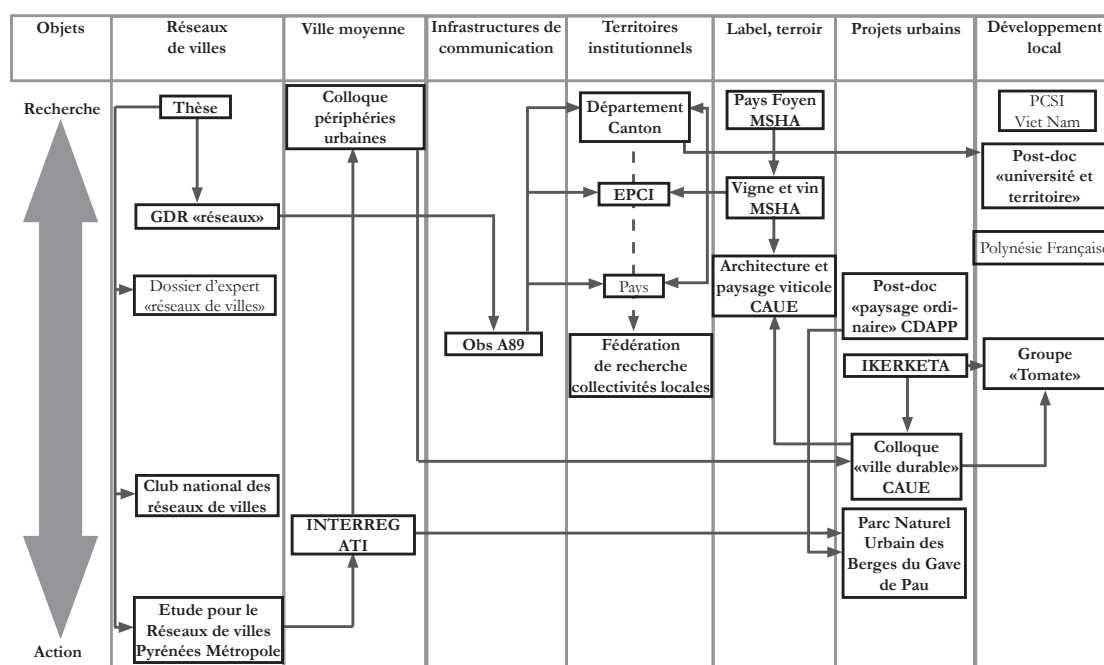 Objets
Réseaux
de villes
Ville moyenne
Infrastructures de
communication
Territoires
institutionnels
Label, terroir
Projets urbains
Développement
local
Recherche
Action
Thèse
GDR «réseaux»
Dossier d'expert
«réseaux de villes»
Club national des
réseaux de villes
Etude pour le
Réseaux de villes
Pyrénées Métropole
Colloque
périphéries
urbaines
INTERREG
ATI
Obs A89
Département
Canton
EPCI
Pays
Fédération
de recherche
collectivités locales
Pays Foyen
MSHA
Vigne et vin
MSHA
Architecture et
paysage viticole
CAUE
Post-doc
«paysage ordi-
naire» CDAPP
IKERKETA
Colloque
«ville durable»
CAUE
Parc Naturel
Urbain des
Berges du Gave
de Pau
PCSI
Viet Nam
Post-doc
«université et
territoire»
Polynésie Française
Groupe
«Tomate»